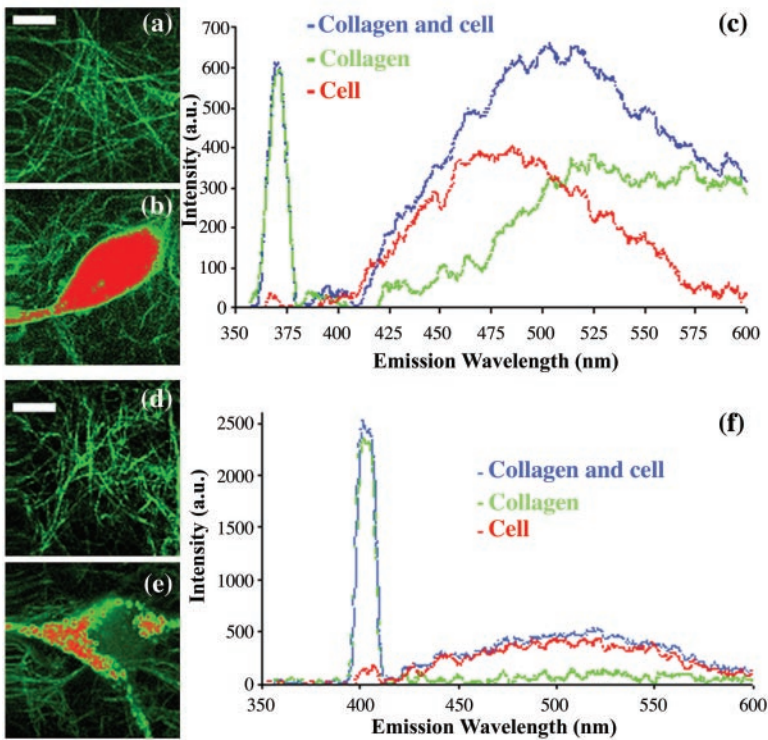 (a)
(b)
(c)
Collagen and cell
Collagen
Cell
Intensity (a.u.)
700
600
500
400
300
200
100
0
350 375 400 425 450 475 500 525 550 575 600
Emission Wavelength (nm)
(d)
(e)
(f)
Collagen and cell
Collagen
Cell
Intensity (a.u.)
2500
2000
1500
1000
500
0
350 400 450 500 550 600
Emission Wavelength (nm)